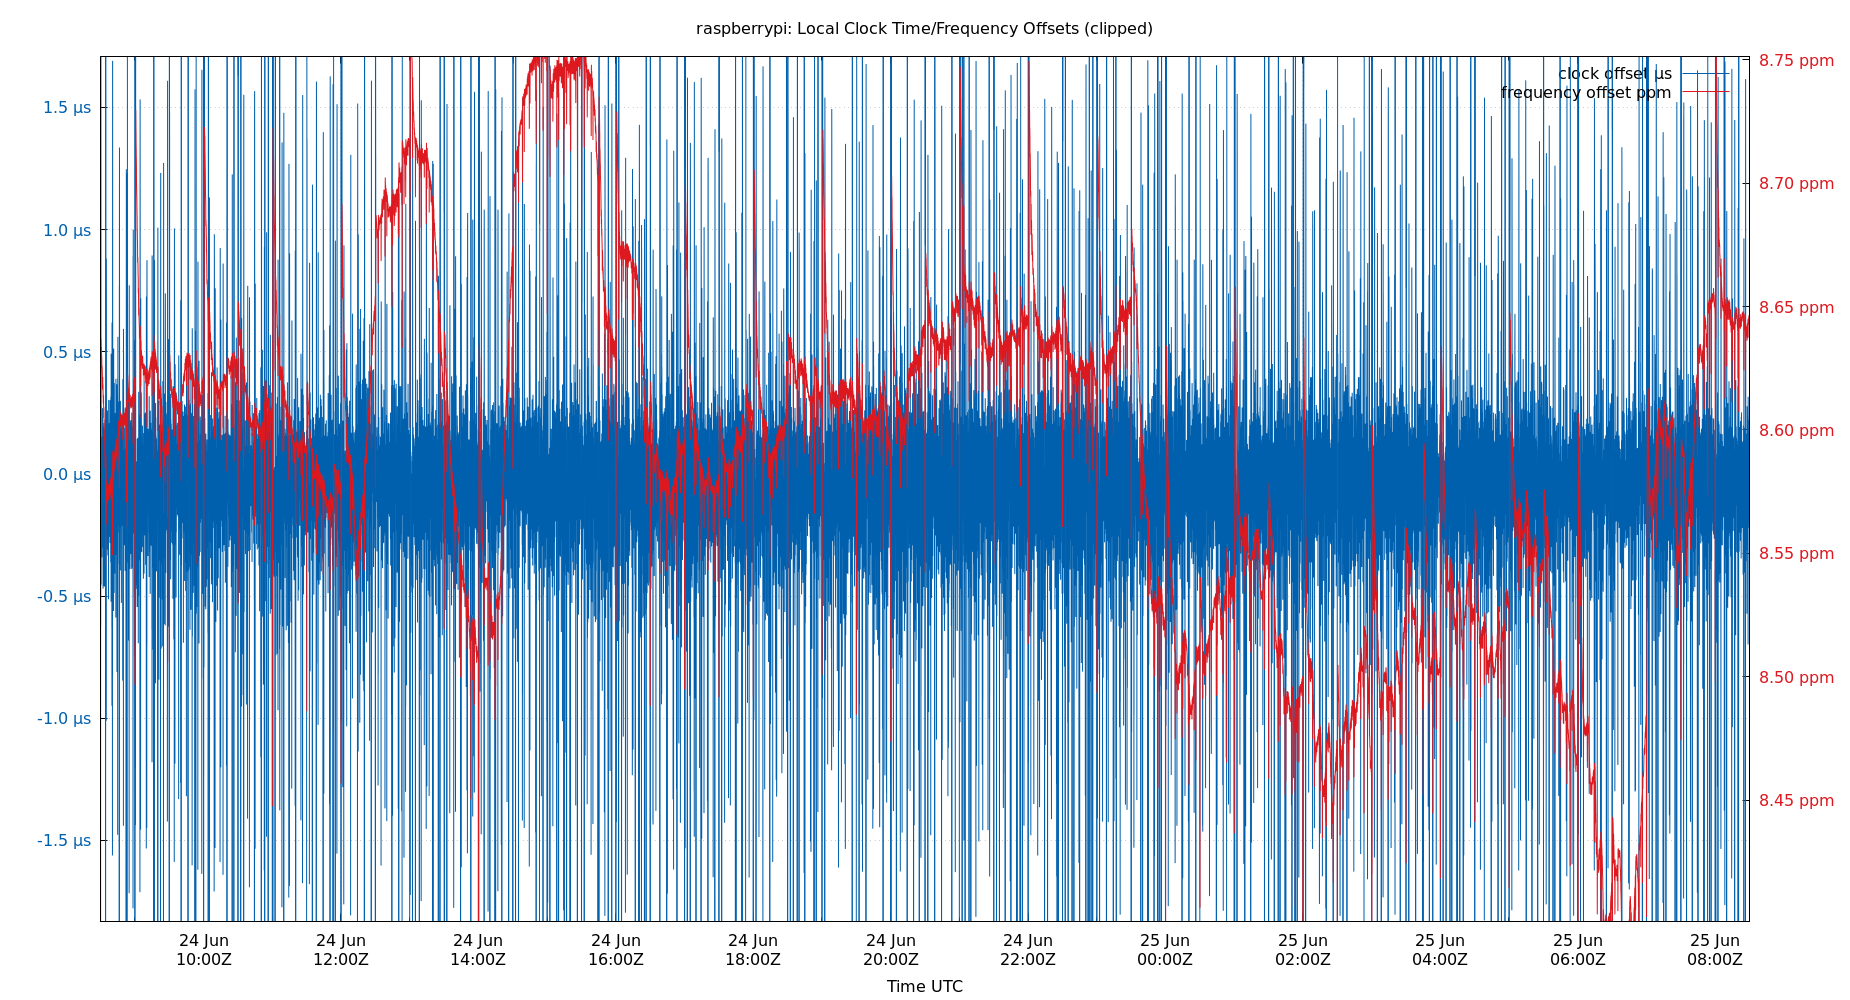 raspberrypi: Local Clock Time/Frequency Offsets (clipped)
clock offset µs
frequency offset ppm
1.5 µs
1.0 µs
0.5 µs
0.0 µs
-0.5 µs
-1.0 µs
-1.5 µs
8.75 ppm
8.70 ppm
8.65 ppm
8.60 ppm
8.55 ppm
8.50 ppm
8.45 ppm
24 Jun 24 Jun 24 Jun 24 Jun 24 Jun 24 Jun 24 Jun 25 Jun 25 Jun 25 Jun 25 Jun 25 Jun
10:00Z 12:00Z 14:00Z 16:00Z 18:00Z 20:00Z 22:00Z 00:00Z 02:00Z 04:00Z 06:00Z 08:00Z
Time UTC